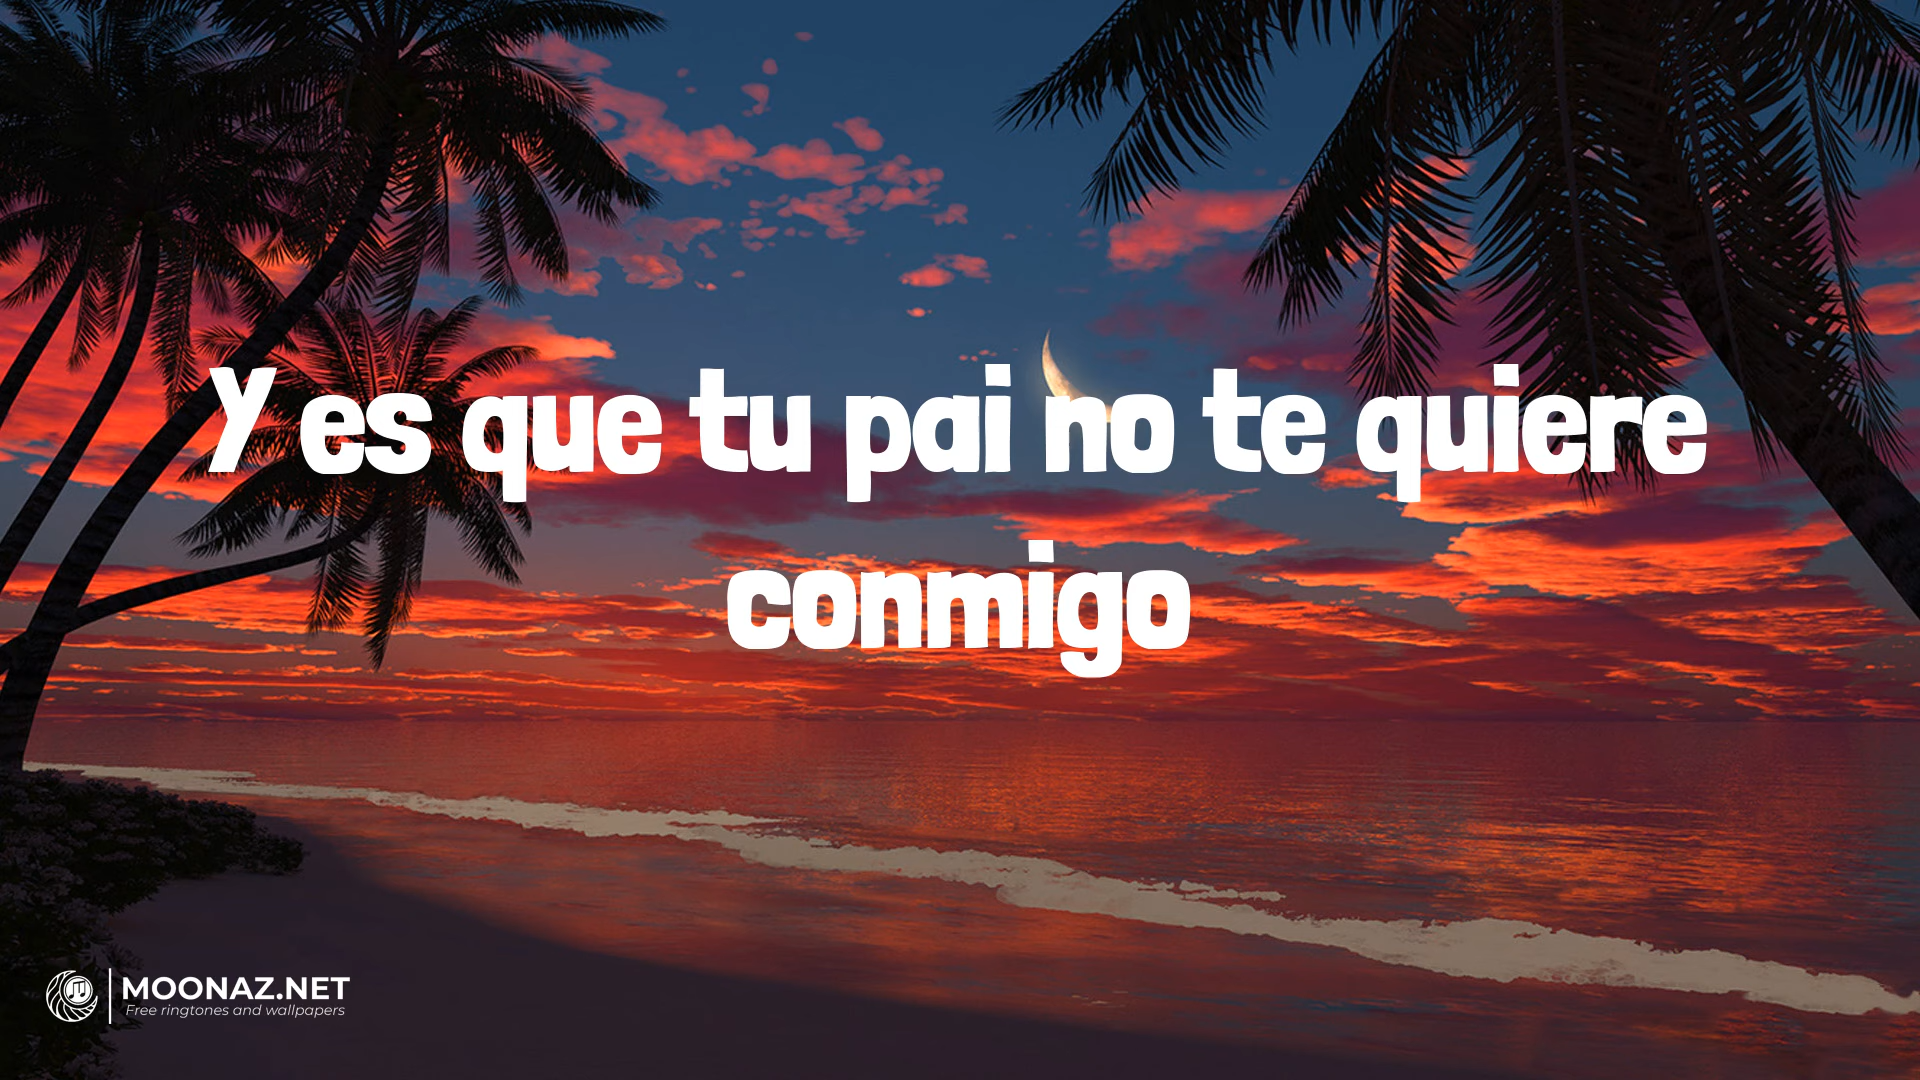 Y es que tu pai no te quiere
conmigo
MOONAZ.NET
Free ringtones and wallpapers